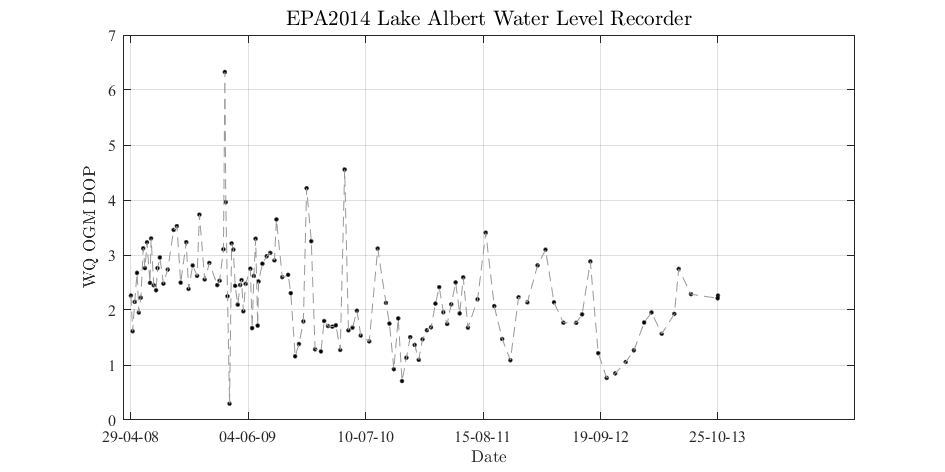 EPA2014 Lake Albert Water Level Recorder
7
6
5
4
3
2
1
0
WQ OGM DOP
29-04-08 04-06-09 10-07-10 15-08-11 19-09-12 25-10-13
Date